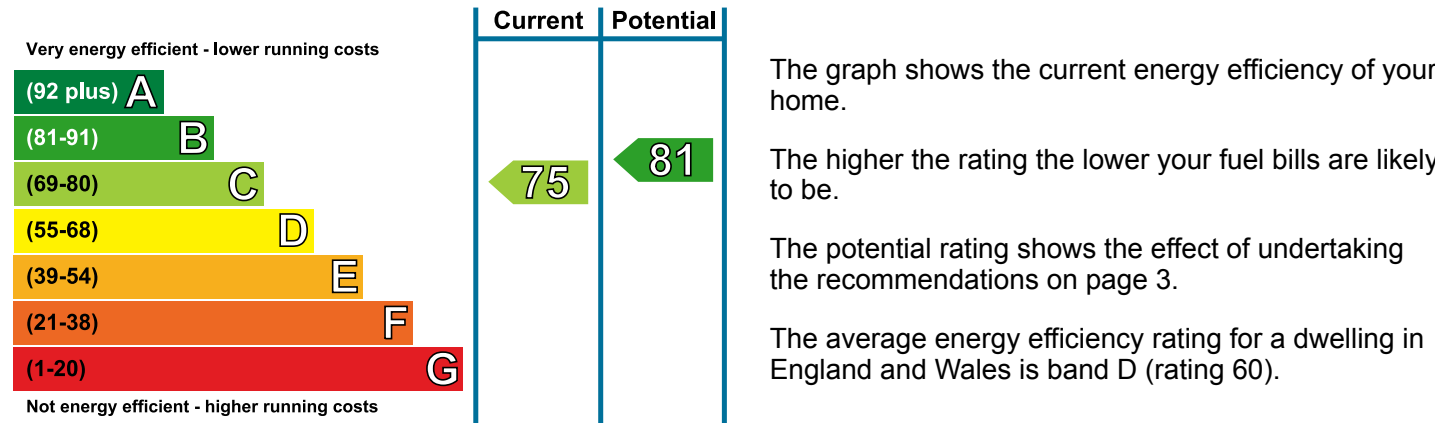 Current Potential
Very energy efficient - lower running costs
(92 plus) A
(81-91) B
(69-80) C
(55-68) D
(39-54) E
(21-38) F
(1-20) G
Not energy efficient - higher running costs
75
81
The graph shows the current energy efficiency of your
home.
The higher the rating the lower your fuel bills are likely
to be.
The potential rating shows the effect of undertaking
the recommendations on page 3.
The average energy efficiency rating for a dwelling in
England and Wales is band D (rating 60).